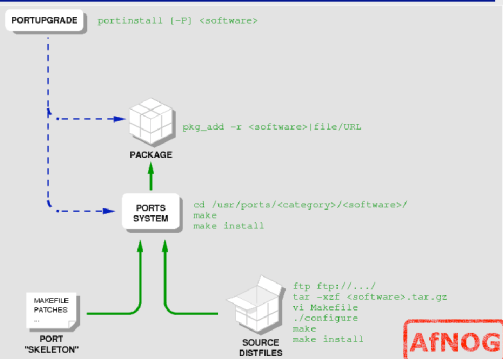 PORTUPGRADE
portinstall [-P] <software>
pkg_add -r <software>|file/URL
PACKAGE
PORTS
SYSTEM
cd /usr/ports/<category>/<software>/
make
make install
MAKEFILE
PATCHES
...
PORT
"SKELETON"
SOURCE
DISTFILES
ftp ftp://.../
tar -xzf <software>.tar.gz
vi Makefile
./configure
make
make install
AfNOG